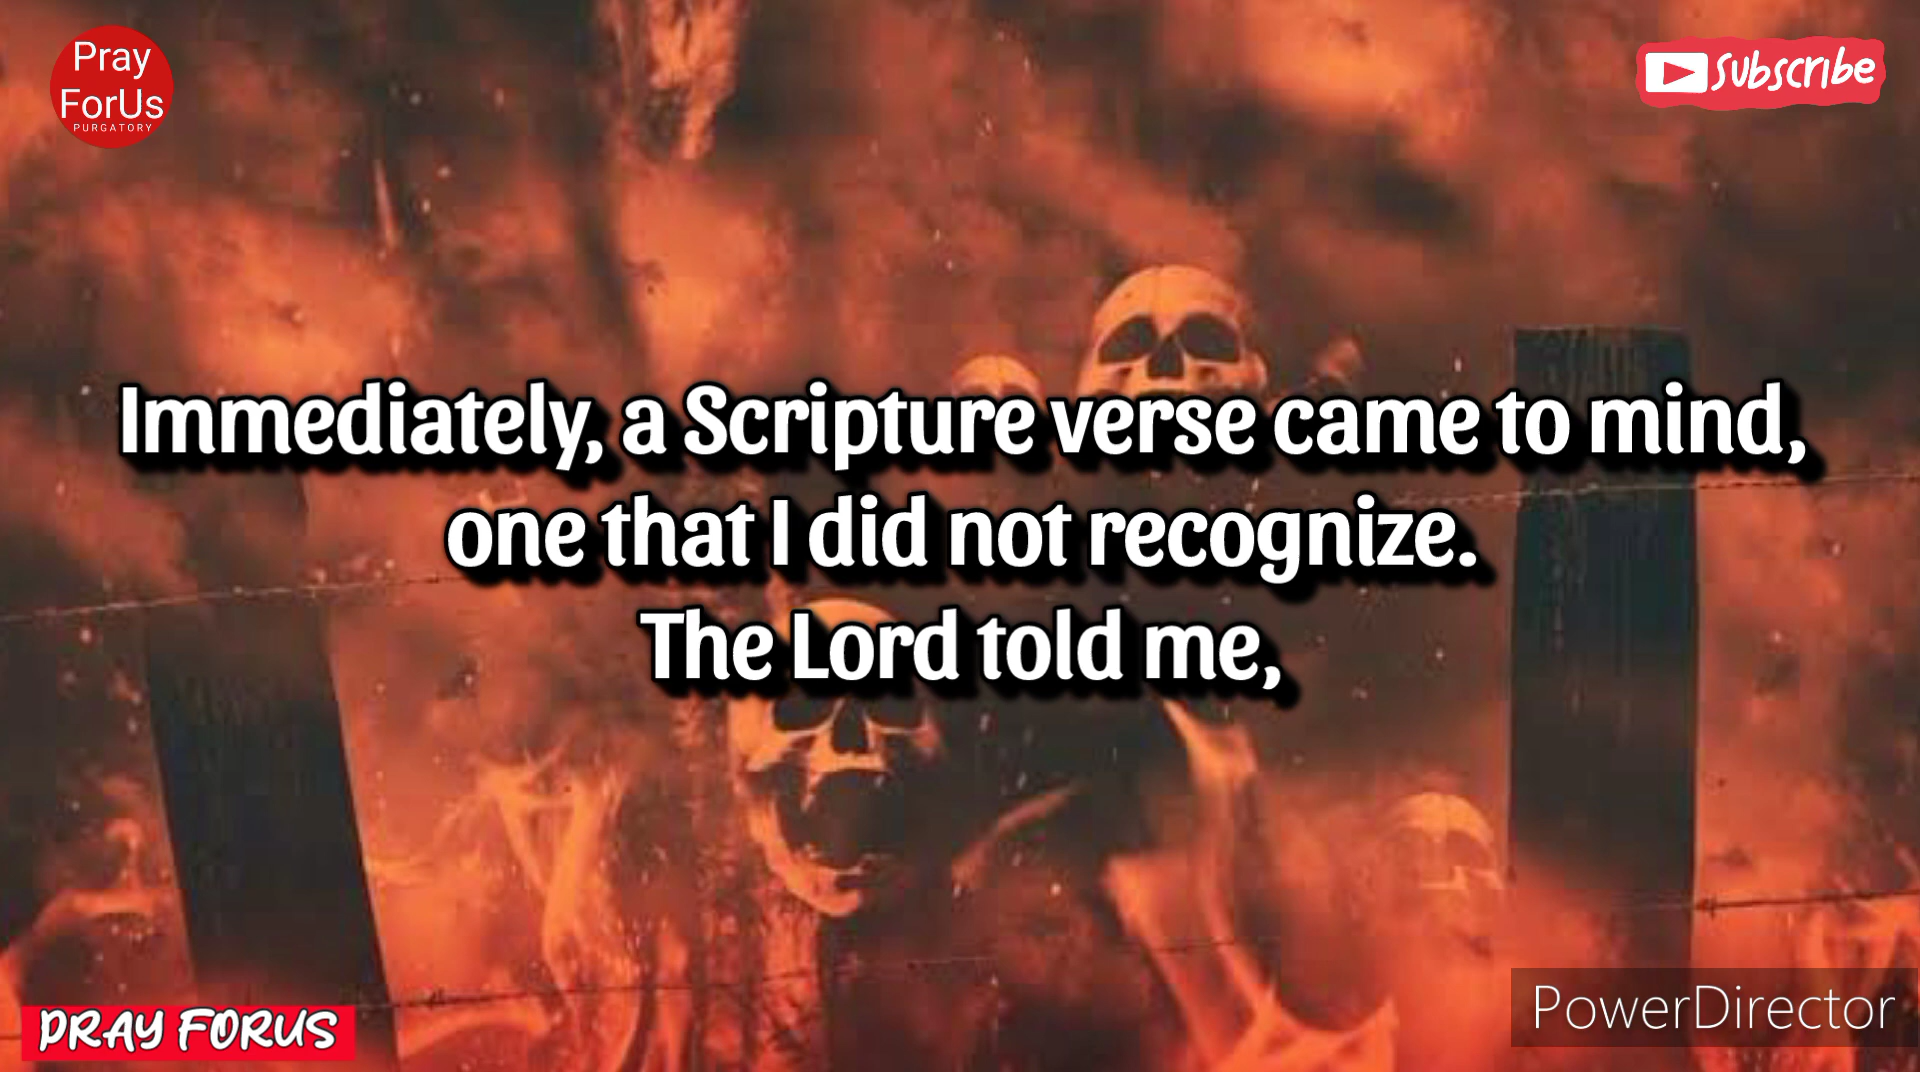 Pray
ForUs
PURGATORY
Subscribe
Immediately, a Scripture verse came to mind,
one that I did not recognize.
The Lord told me,
PRAY FORUS
PowerDirector